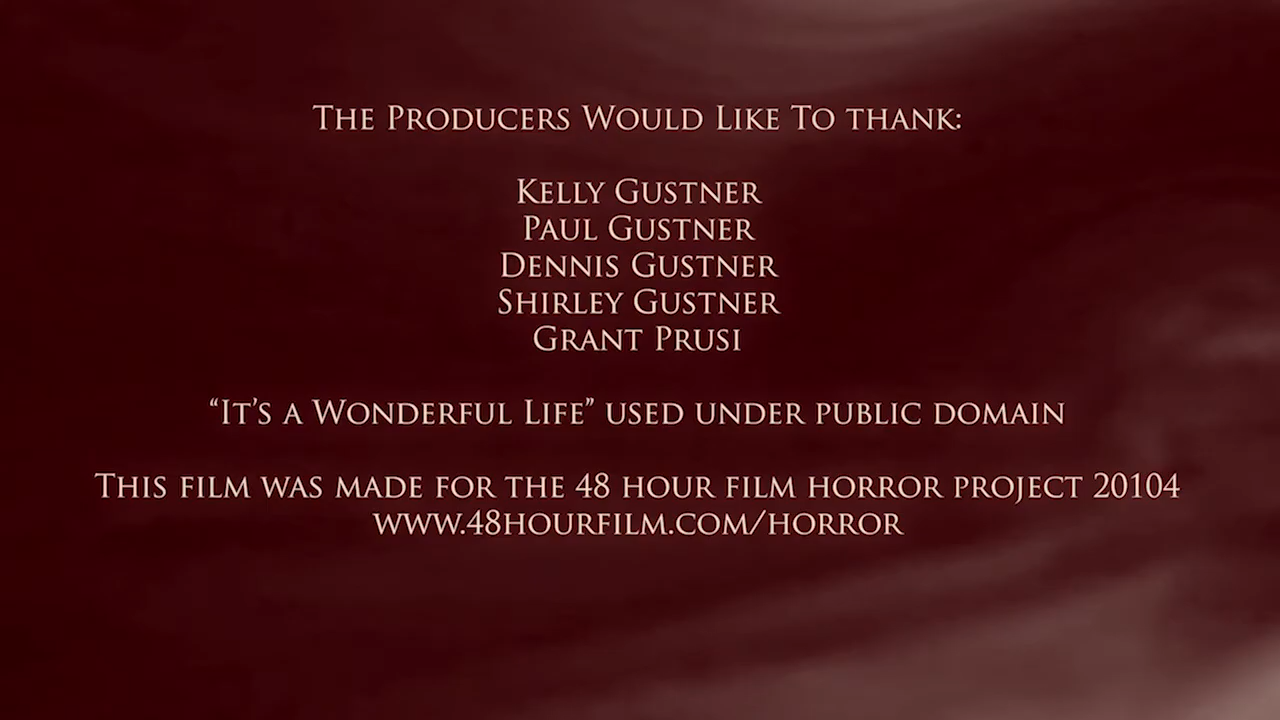 The Producers Would Like To thank:
Kelly Gustner
Paul Gustner
Dennis Gustner
Shirley Gustner
Grant Prusi
“It’s a Wonderful Life” used under public domain
This film was made for the 48 hour film horror project 20104
www.48hourfilm.com/horror